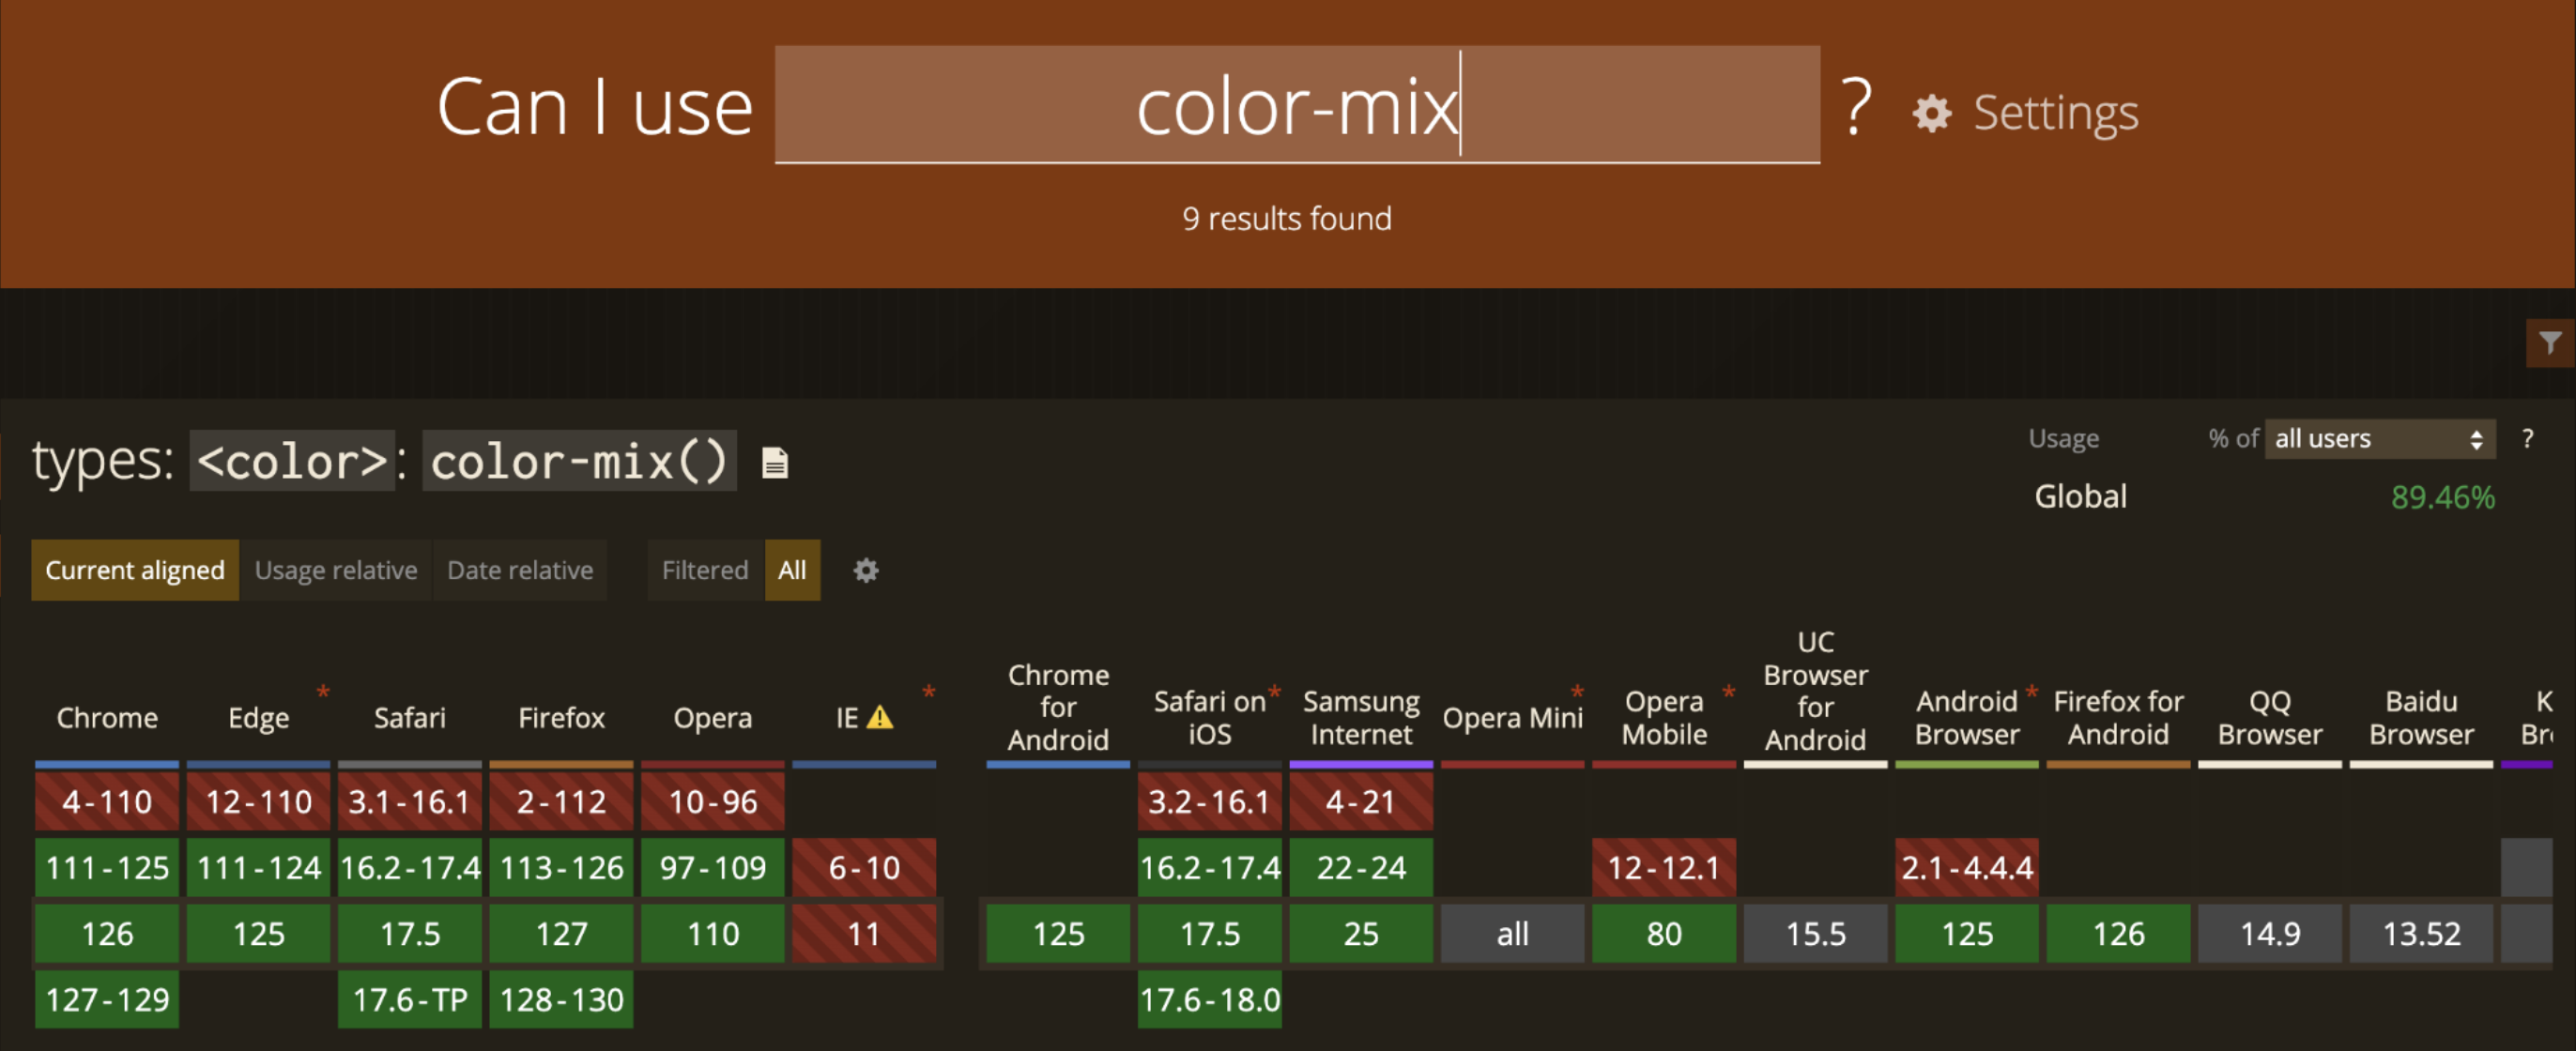 Can I use color-mix ? Settings
9 results found
types: <color>: color-mix()
Usage % of all users ?
Global 89.46%
Current aligned Usage relative Date relative Filtered All
Chrome Edge * Safari Firefox Opera IE * Chrome for Android Safari on iOS * Samsung Internet Opera Mini * Opera Mobile * UC Browser for Android Android Browser * Firefox for Android QQ Browser Baidu Browser
4-110 12-110 3.1-16.1 2-112 10-96 3.2-16.1 4-21
111-125 111-124 16.2-17.4 113-126 97-109 6-10 16.2-17.4 22-24 12-12.1 2.1-4.4.4
126 125 17.5 127 110 11 125 17.5 25 all 80 15.5 125 126 14.9 13.52
127-129 17.6-TP 128-130 17.6-18.0